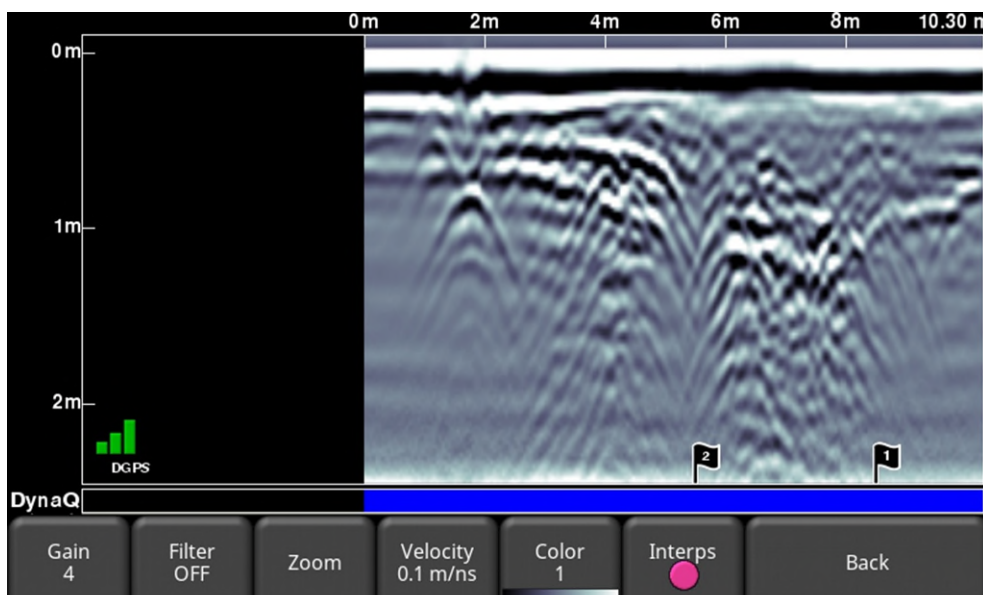 0m 2m 4m 6m 8m 10.30
0m
1m
2m
DGPS
2 1
DynaQ
Gain Filter Zoom Velocity Color Interps Back
4 OFF 0.1 m/ns 1